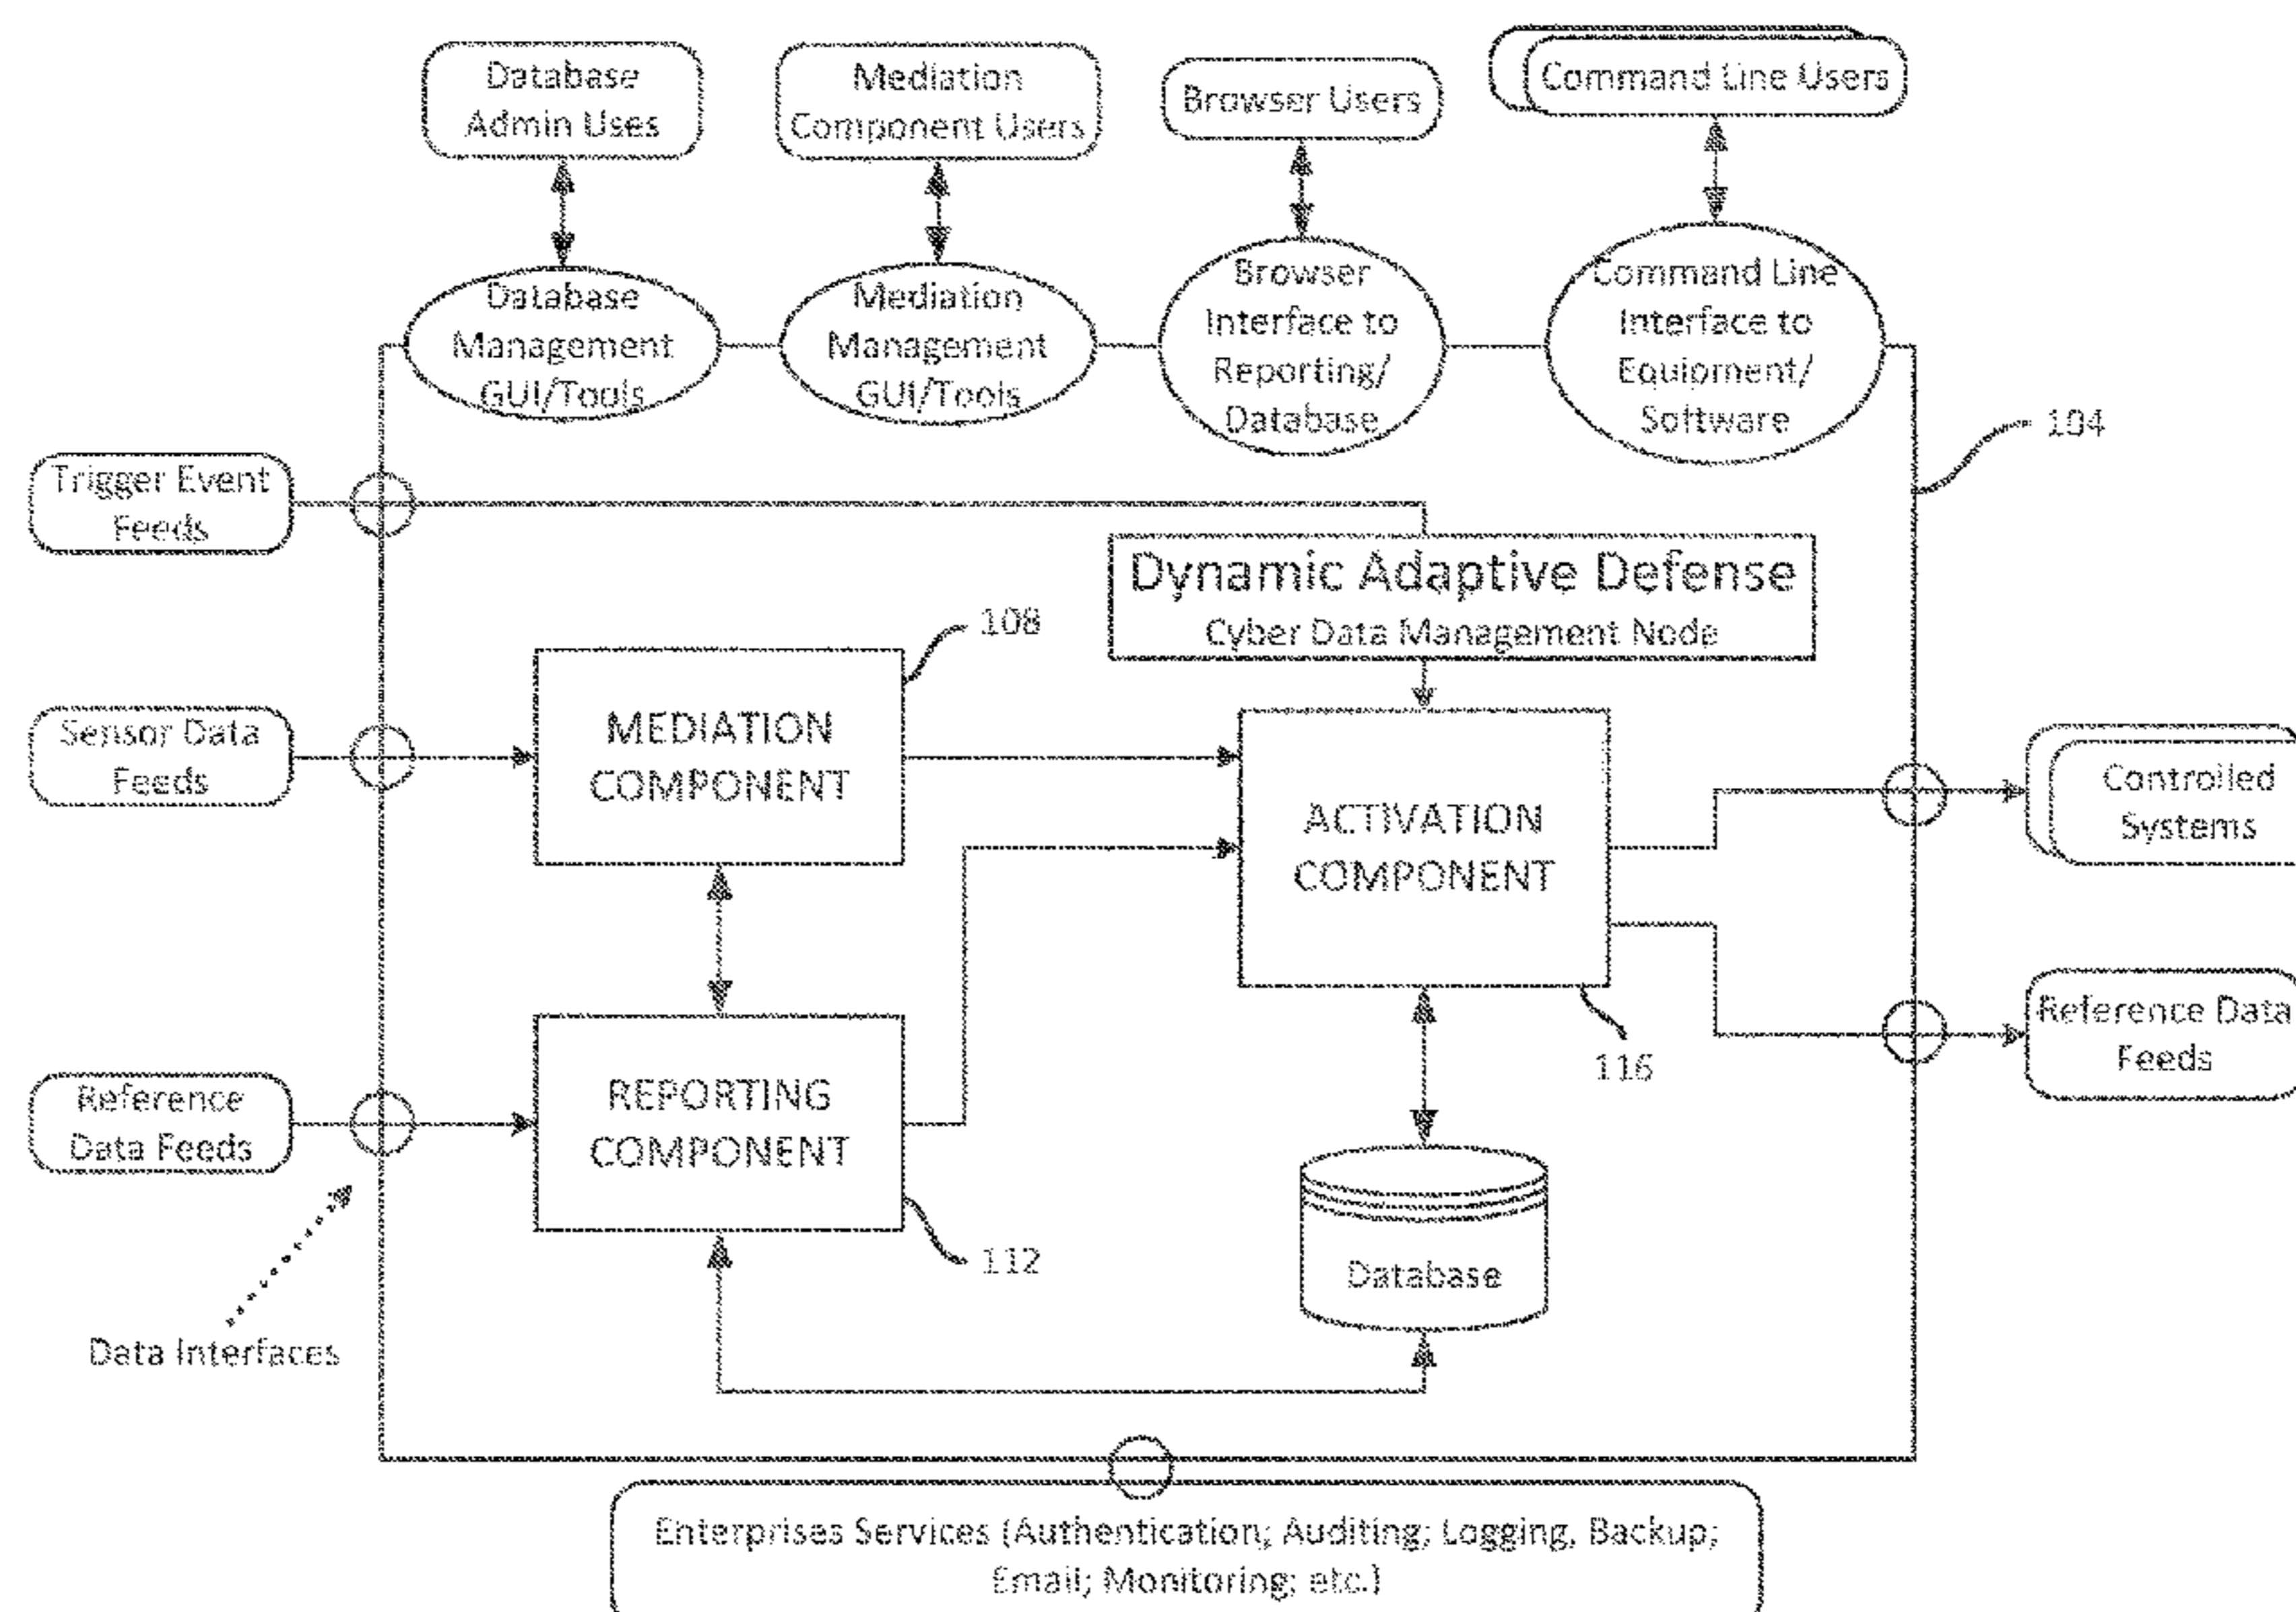 Database
Admin Uses
Mediation
Component Users
Browser Users
Command Line Users
Database
Management
GUI/Tools
Mediation
Management
GUI/Tools
Browser
Interface to
Reporting/
Database
Command Line
Interface to
Equipment/
Software
104
Trigger Event
Feeds
Dynamic Adaptive Defense
Cyber Data Management Node
108
Sensor Data
Feeds
MEDIATION
COMPONENT
ACTIVATION
COMPONENT
Controlled
Systems
Reference Data
Feeds
116
Reference
Data Feeds
REPORTING
COMPONENT
112
Database
Data Interfaces
Enterprises Services (Authentication; Auditing; Logging, Backup;
Email; Monitoring; etc.)